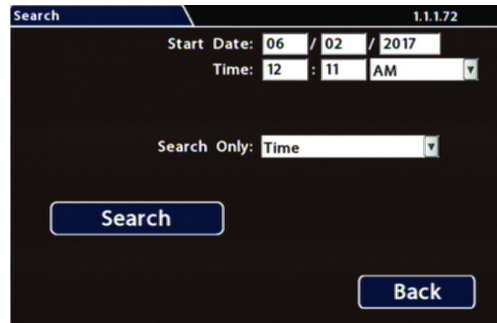 Search 1.1.1.72
Start Date: 06 / 02 / 2017
Time: 12 : 11 AM
Search Only: Time
Search
Back